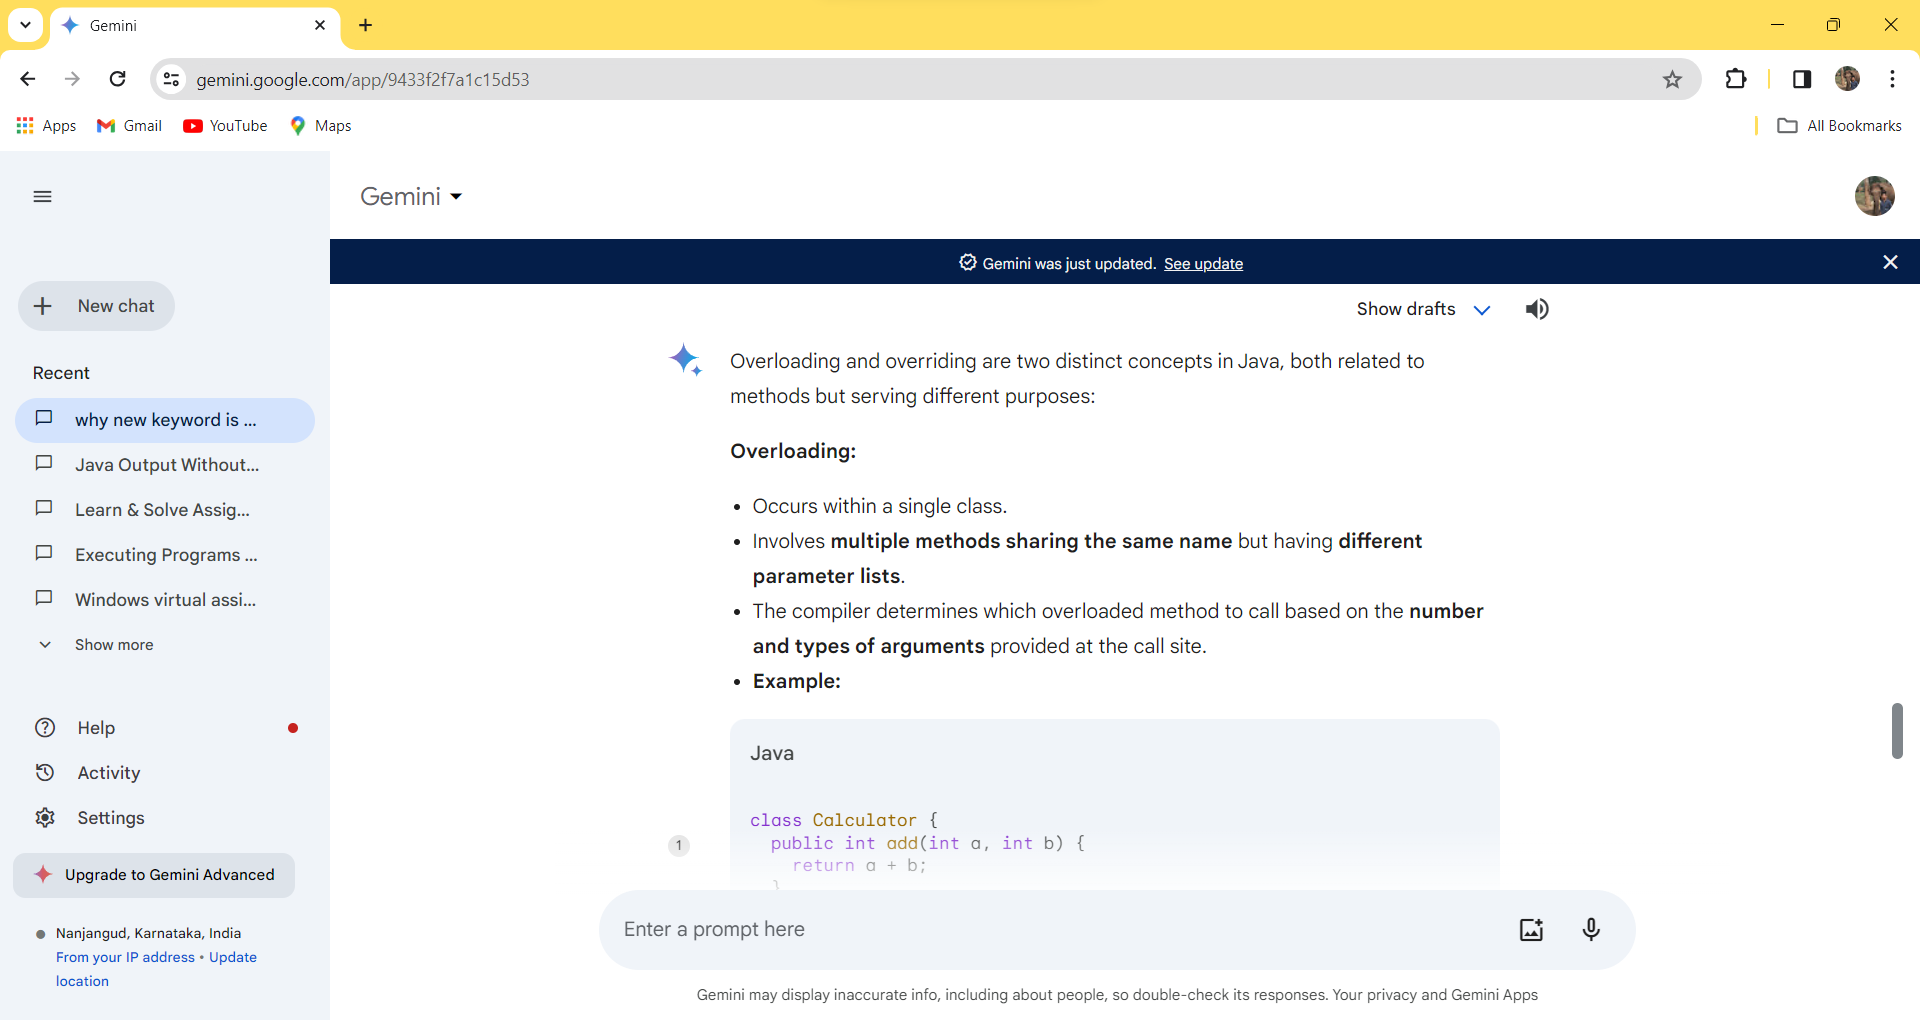 Gemini
gemini.google.com/app/9433f2f7a1c15d53
Apps
Gmail
YouTube
Maps
All Bookmarks
Gemini
Gemini was just updated. See update
New chat
Recent
why new keyword is ...
Java Output Without...
Learn & Solve Assig...
Executing Programs ...
Windows virtual assi...
Show more
Help
Activity
Settings
Upgrade to Gemini Advanced
Nanjangud, Karnataka, India
From your IP address • Update
location
Show drafts
Overloading and overriding are two distinct concepts in Java, both related to
methods but serving different purposes:
Overloading:
• Occurs within a single class.
• Involves multiple methods sharing the same name but having different
parameter lists.
• The compiler determines which overloaded method to call based on the number
and types of arguments provided at the call site.
• Example:
Java
class Calculator {
public int add(int a, int b) {
1
return a + b;
}
Enter a prompt here
Gemini may display inaccurate info, including about people, so double-check its responses. Your privacy and Gemini Apps